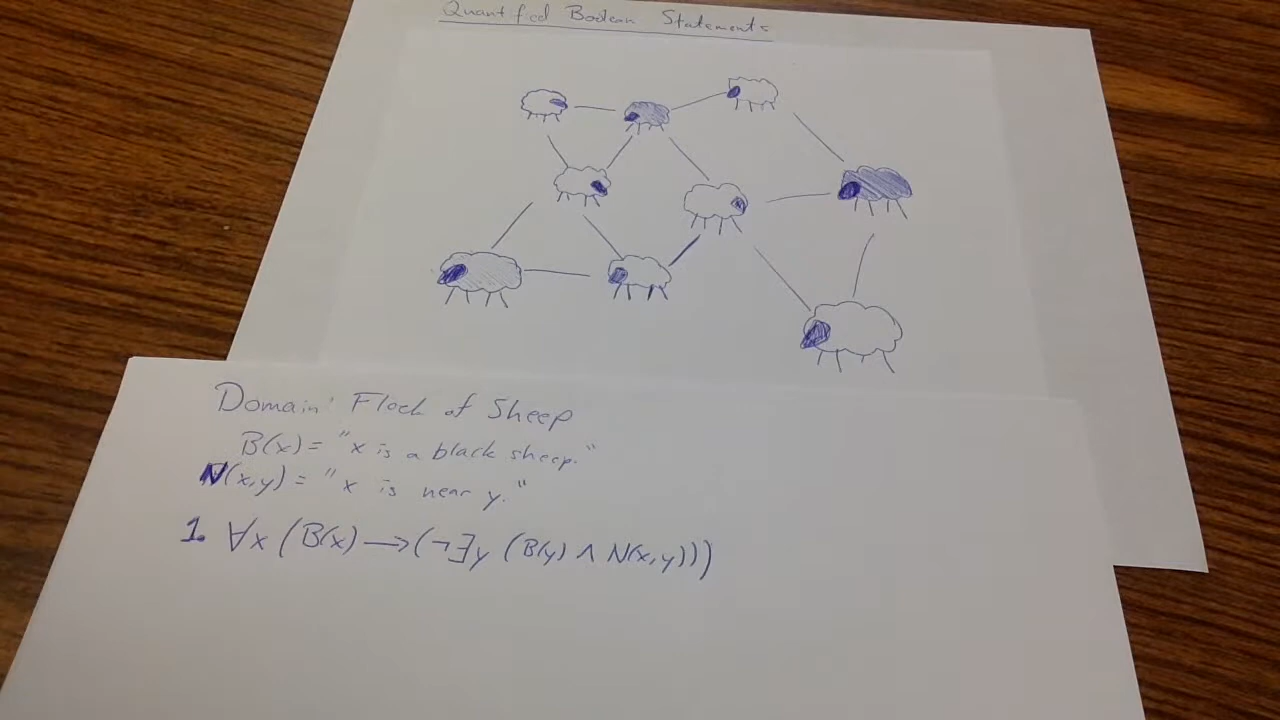 Quantified Boolean Statements
Domain: Flock of Sheep
B(x) = "x is a black sheep."
N(x,y) = "x is near y."
1. ∀x (B(x) → (¬∃y (B(y) ∧ N(x,y)))